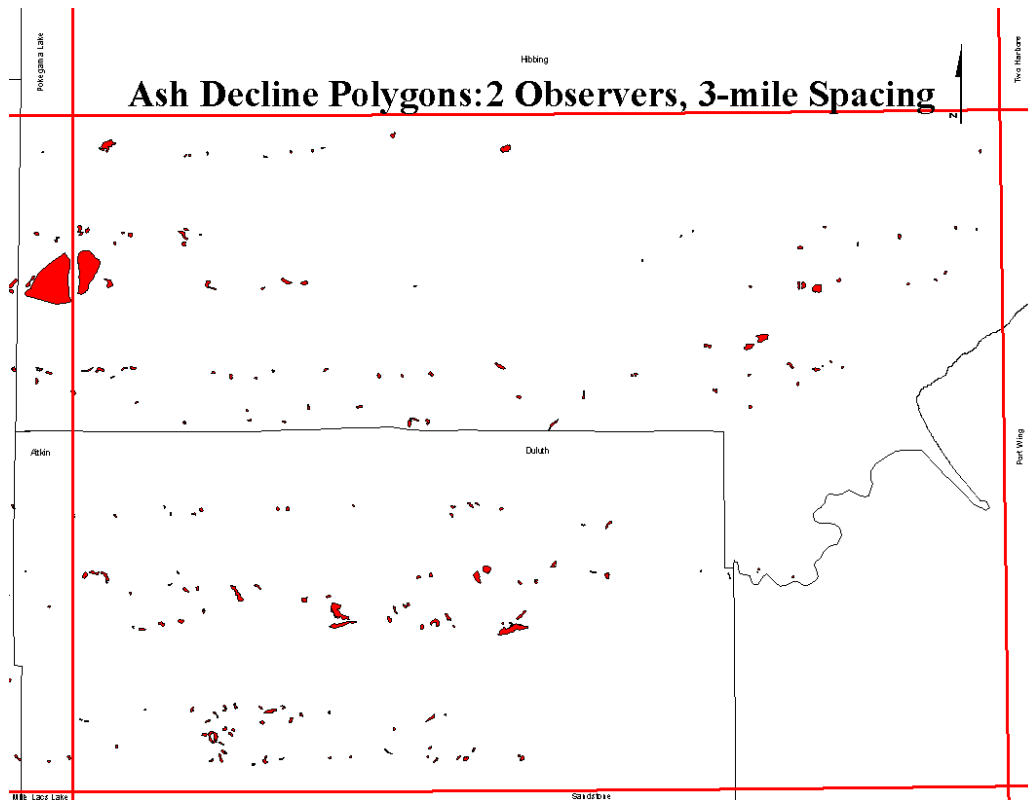 Pokegama Lake
Hibbing
Two Harbors
Ash Decline Polygons:2 Observers, 3-mile Spacing
N
Aitkin
Duluth
Port Wing
Mille Lacs Lake
Sandstone